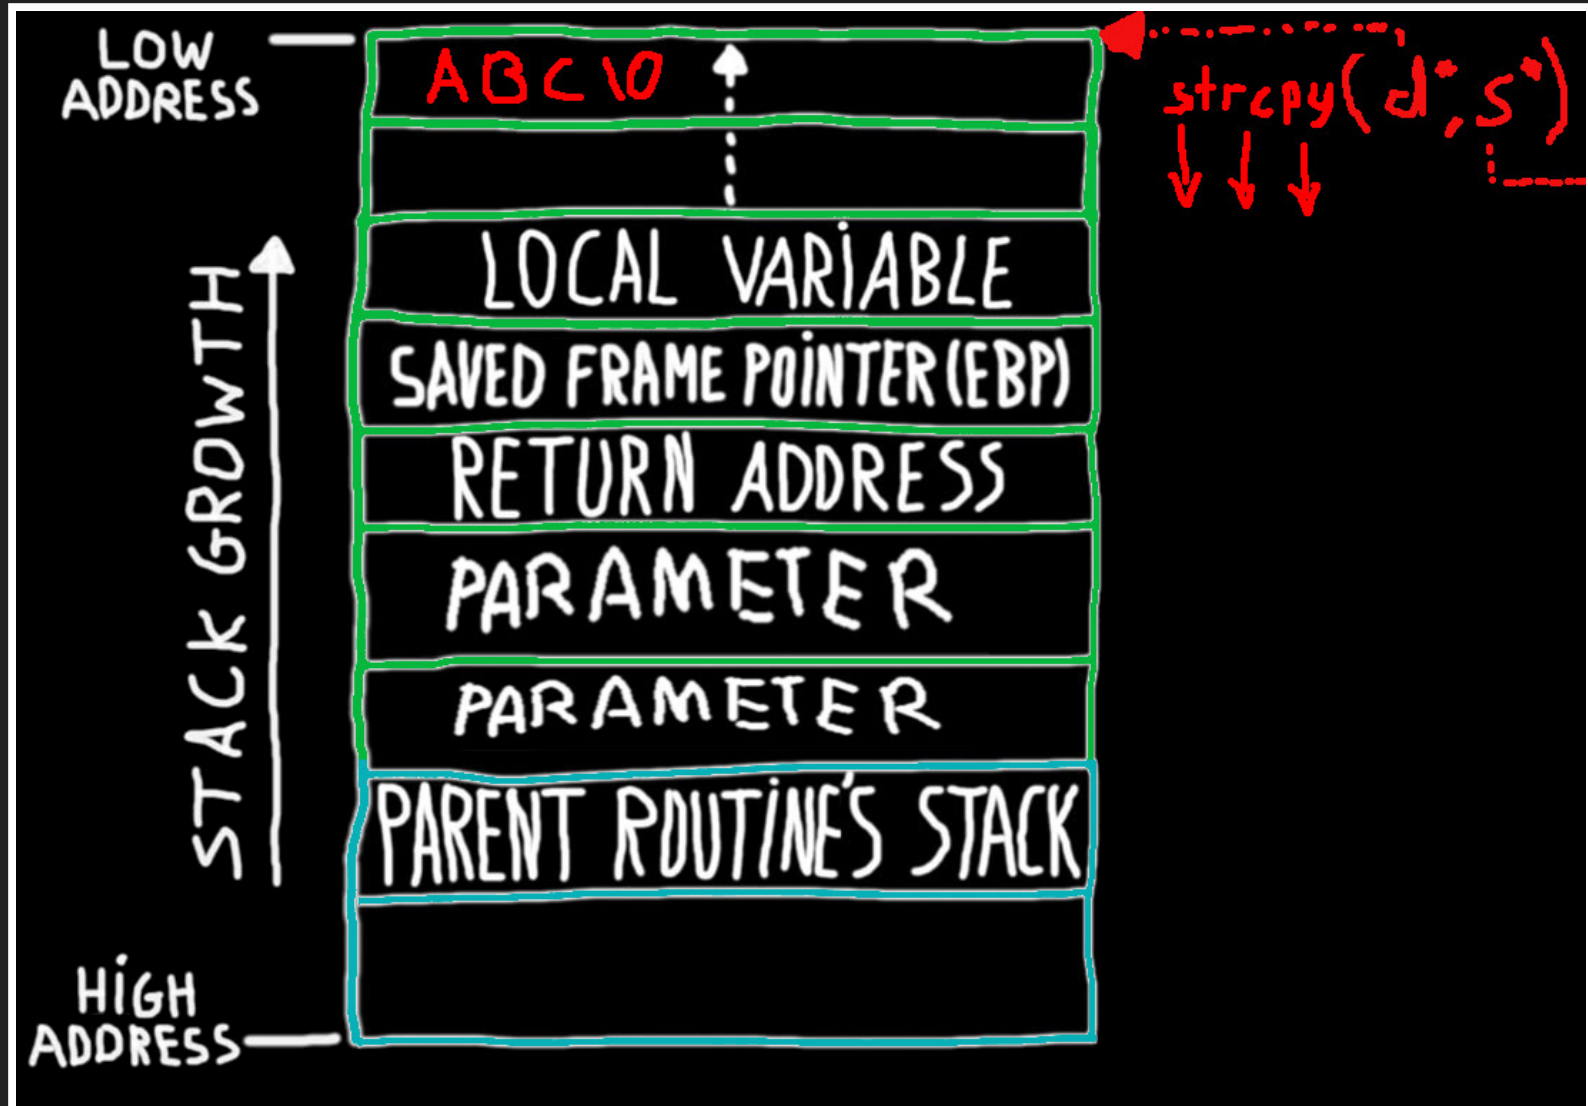 LOW
ADDRESS
ABC\0
strcpy(d*,s*)
LOCAL VARiABLE
SAVED FRAME POiNTER(EBP)
STACK GROWTH
RETURN ADDRESS
PARAMETER
PARAMETER
PARENT ROUTiNE'S STACK
HiGH
ADDRESS